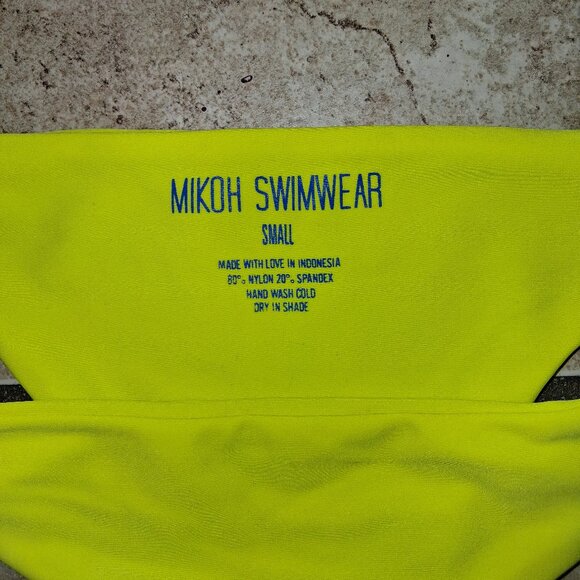 MIKOH SWIMWEAR
SMALL
MADE WITH LOVE IN INDONESIA
80% NYLON 20% SPANDEX
HAND WASH COLD
DRY IN SHADE